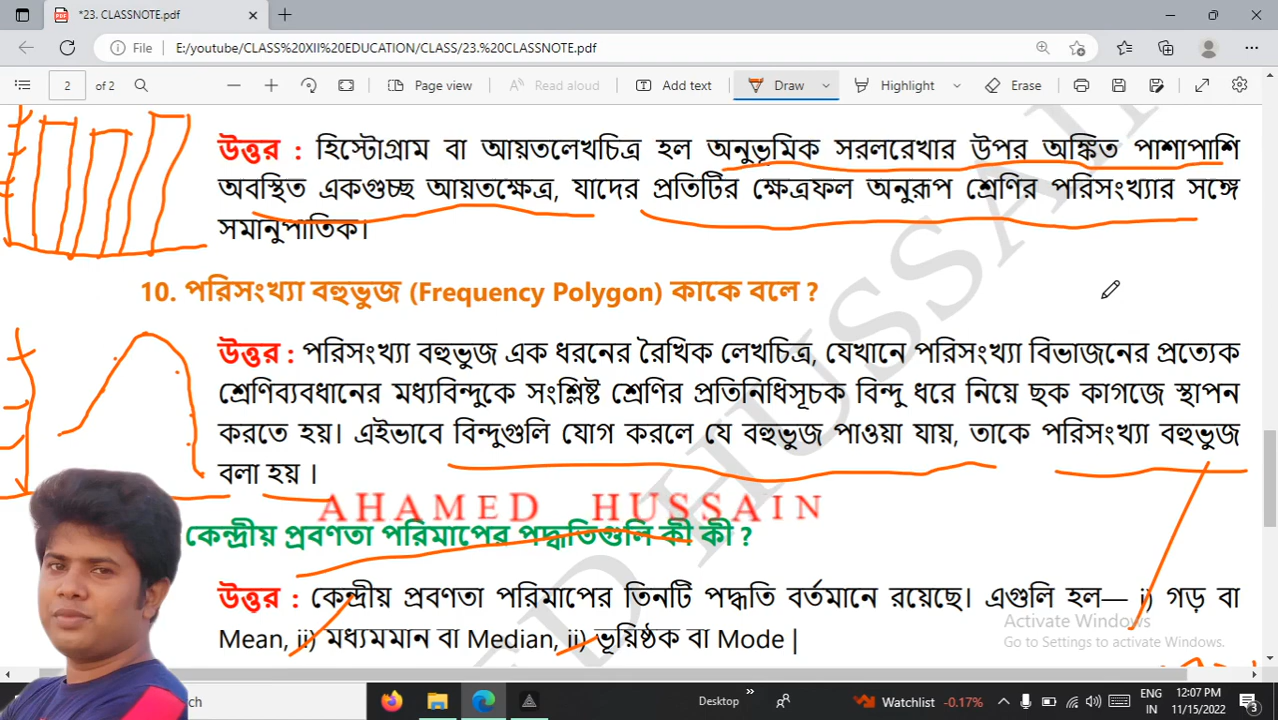 *23. CLASSNOTE.pdf
File E:/youtube/CLASS%20XII%20EDUCATION/CLASS/23.%20CLASSNOTE.pdf
2 of 2 Page view Read aloud Add text Draw Highlight Erase
উত্তর : হিস্টোগ্রাম বা আয়তলেখচিত্র হল অনুভূমিক সরলরেখার উপর অঙ্কিত পাশাপাশি
অবস্থিত একগুচ্ছ আয়তক্ষেত্র, যাদের প্রতিটির ক্ষেত্রফল অনুরূপ শ্রেণির পরিসংখ্যার সঙ্গে
সমানুপাতিক।
10. পরিসংখ্যা বহুভুজ (Frequency Polygon) কাকে বলে ?
উত্তর : পরিসংখ্যা বহুভুজ এক ধরনের রৈখিক লেখচিত্র, যেখানে পরিসংখ্যা বিভাজনের প্রত্যেক
শ্রেণিব্যবধানের মধ্যবিন্দুকে সংশ্লিষ্ট শ্রেণির প্রতিনিধিসূচক বিন্দু ধরে নিয়ে ছক কাগজে স্থাপন
করতে হয়। এইভাবে বিন্দুগুলি যোগ করলে যে বহুভুজ পাওয়া যায়, তাকে পরিসংখ্যা বহুভুজ
বলা হয় ।
AHAMED HUSSAIN
কেন্দ্রীয় প্রবণতা পরিমাপের পদ্ধতিগুলি কী কী ?
উত্তর : কেন্দ্রীয় প্রবণতা পরিমাপের তিনটি পদ্ধতি বর্তমানে রয়েছে। এগুলি হল— i) গড় বা
Mean, ii) মধ্যমমান বা Median, ii) ভূয়িষ্ঠক বা Mode |
Activate Windows
Go to Settings to activate Windows.
ED HUSSAIN
rch Desktop Watchlist -0.17% ENG 12:07 PM
IN 11/15/2022 3